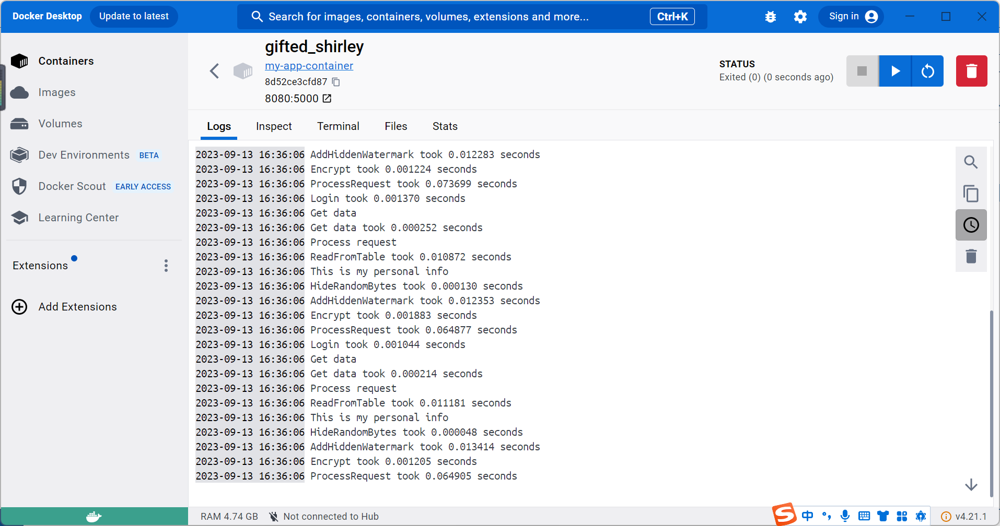 Docker Desktop
Update to latest
Search for images, containers, volumes, extensions and more...
Ctrl+K
Sign in
Containers
Images
Volumes
Dev Environments BETA
Docker Scout EARLY ACCESS
Learning Center
Extensions
Add Extensions
gifted_shirley
my-app-container
8d52ce3cfd87
8080:5000
STATUS
Exited (0) (0 seconds ago)
Logs Inspect Terminal Files Stats
2023-09-13 16:36:06 AddHiddenWatermark took 0.012283 seconds
2023-09-13 16:36:06 Encrypt took 0.001224 seconds
2023-09-13 16:36:06 ProcessRequest took 0.073699 seconds
2023-09-13 16:36:06 Login took 0.001370 seconds
2023-09-13 16:36:06 Get data
2023-09-13 16:36:06 Get data took 0.000252 seconds
2023-09-13 16:36:06 Process request
2023-09-13 16:36:06 ReadFromTable took 0.010872 seconds
2023-09-13 16:36:06 This is my personal info
2023-09-13 16:36:06 HideRandomBytes took 0.000130 seconds
2023-09-13 16:36:06 AddHiddenWatermark took 0.012353 seconds
2023-09-13 16:36:06 Encrypt took 0.001883 seconds
2023-09-13 16:36:06 ProcessRequest took 0.064877 seconds
2023-09-13 16:36:06 Login took 0.001044 seconds
2023-09-13 16:36:06 Get data
2023-09-13 16:36:06 Get data took 0.000214 seconds
2023-09-13 16:36:06 Process request
2023-09-13 16:36:06 ReadFromTable took 0.011181 seconds
2023-09-13 16:36:06 This is my personal info
2023-09-13 16:36:06 HideRandomBytes took 0.000048 seconds
2023-09-13 16:36:06 AddHiddenWatermark took 0.013414 seconds
2023-09-13 16:36:06 Encrypt took 0.001205 seconds
2023-09-13 16:36:06 ProcessRequest took 0.064905 seconds
RAM 4.74 GB
Not connected to Hub
S 中 °,
v4.21.1